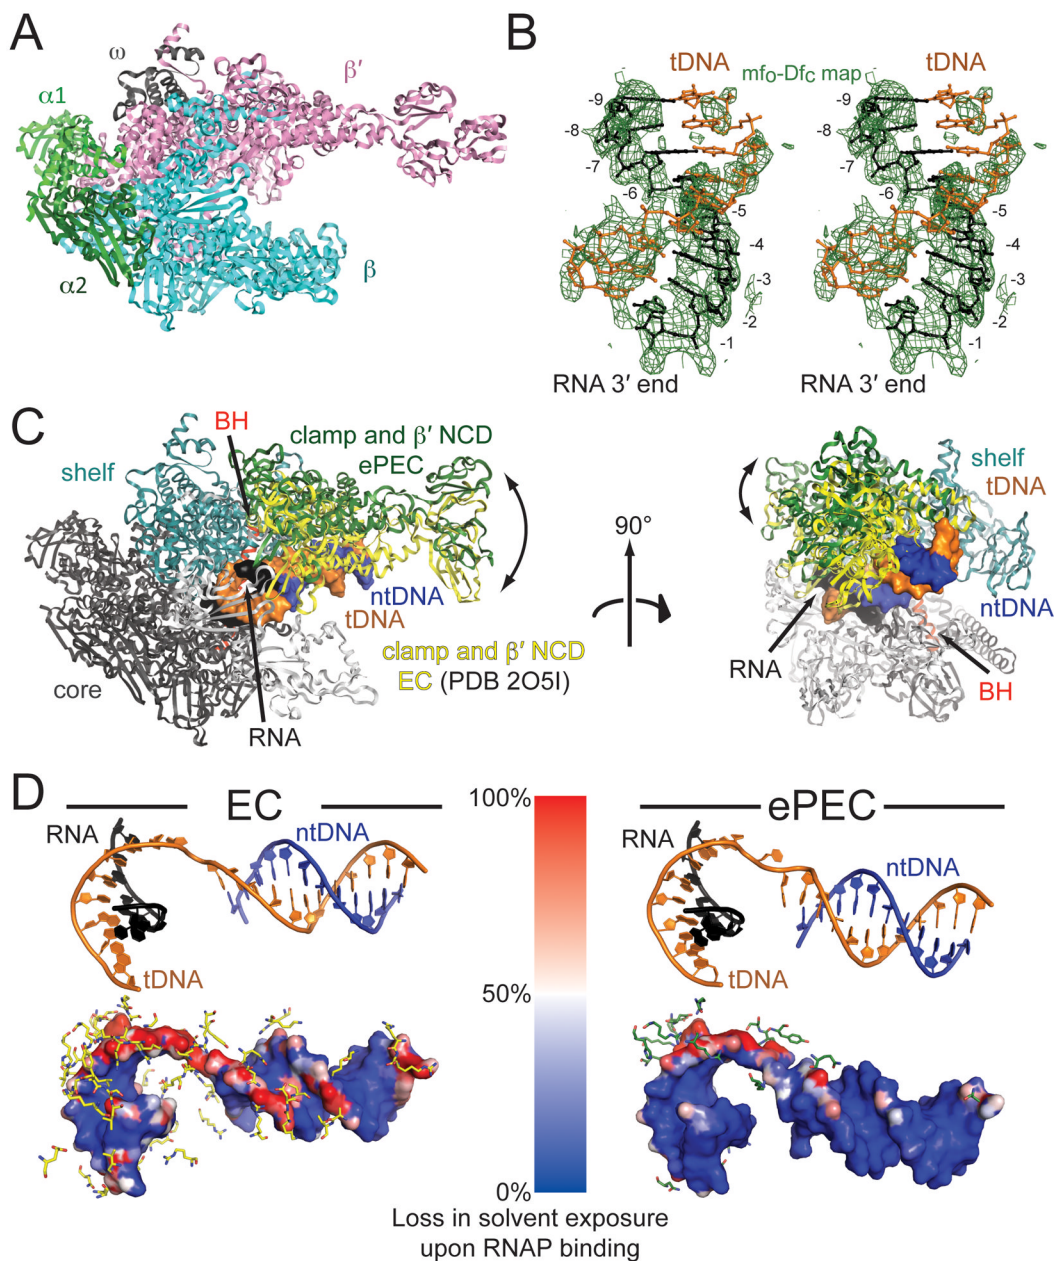 A
ω
β′
α1
α2
β
B
tDNA
mfo-Dfc map
tDNA
-9
-8
-7
-6
-5
-4
-3
-2
-1
-9
-8
-7
-6
-5
-4
-3
-2
-1
RNA 3′ end
RNA 3′ end
C
BH
clamp and β′ NCD
ePEC
shelf
ntDNA
tDNA
clamp and β′ NCD
EC (PDB 2O5I)
core
RNA
90°
shelf
tDNA
ntDNA
RNA
BH
D
EC
RNA
ntDNA
tDNA
100%
50%
0%
Loss in solvent exposure
upon RNAP binding
ePEC
RNA
ntDNA
tDNA